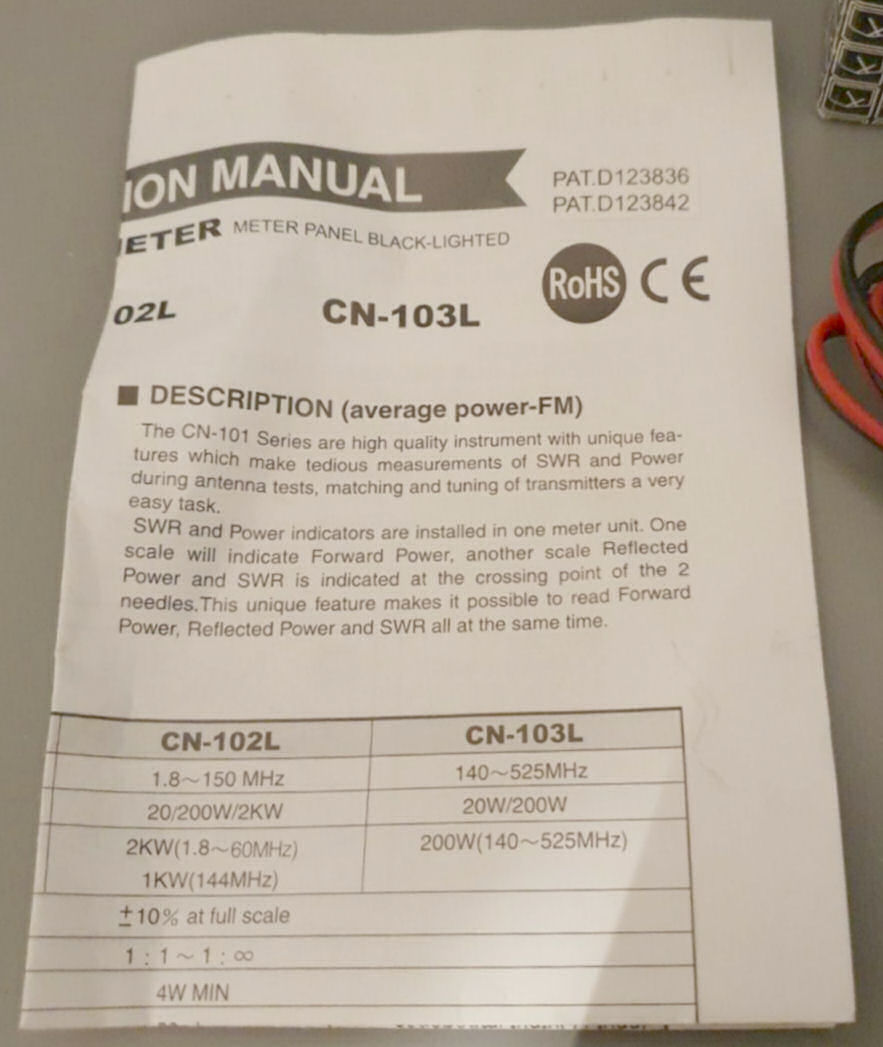 ION MANUAL
PAT.D123836
PAT.D123842
METER METER PANEL BLACK-LIGHTED
RoHS CE
02L CN-103L
■ DESCRIPTION (average power-FM)
The CN-101 Series are high quality instrument with unique fea-
tures which make tedious measurements of SWR and Power
during antenna tests, matching and tuning of transmitters a very
easy task.
SWR and Power indicators are installed in one meter unit. One
scale will indicate Forward Power, another scale Reflected
Power and SWR is indicated at the crossing point of the 2
needles.This unique feature makes it possible to read Forward
Power, Reflected Power and SWR all at the same time.
CN-102L CN-103L
1.8～150 MHz 140～525MHz
20/200W/2KW 20W/200W
2KW(1.8～60MHz) 200W(140～525MHz)
1KW(144MHz)
±10% at full scale
1 : 1 ～ 1 : ∞
4W MIN